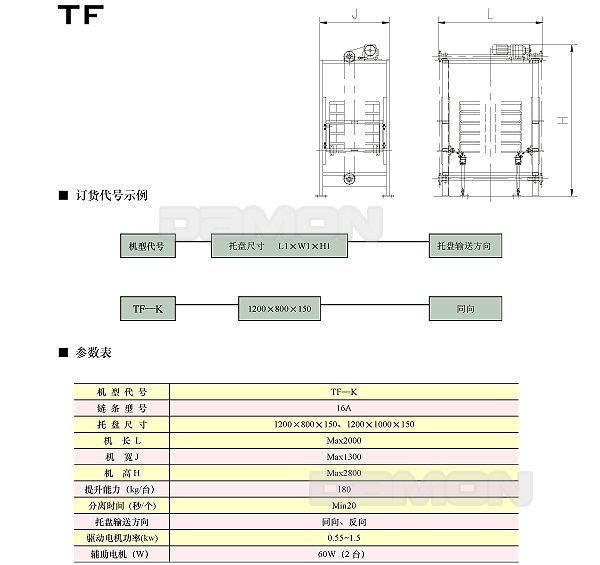 TF
J
L
H
■ 订货代号示例
DAMON
机型代号 托盘尺寸 L1×W1×H1 托盘输送方向
TF—K 1200×800×150 同向
■ 参数表
机 型 代 号 TF—K
链 条 型 号 16A
托 盘 尺 寸 1200×800×150、1200×1000×150
机 长 L Max2000
机 宽 J Max1300
机 高 H Max2800
DAMON
提升能力（kg/台） 180
分离时间（秒/个） Min20
托盘输送方向 同向、反向
驱动电机功率(kw) 0.55~1.5
辅助电机（W） 60W（2 台）